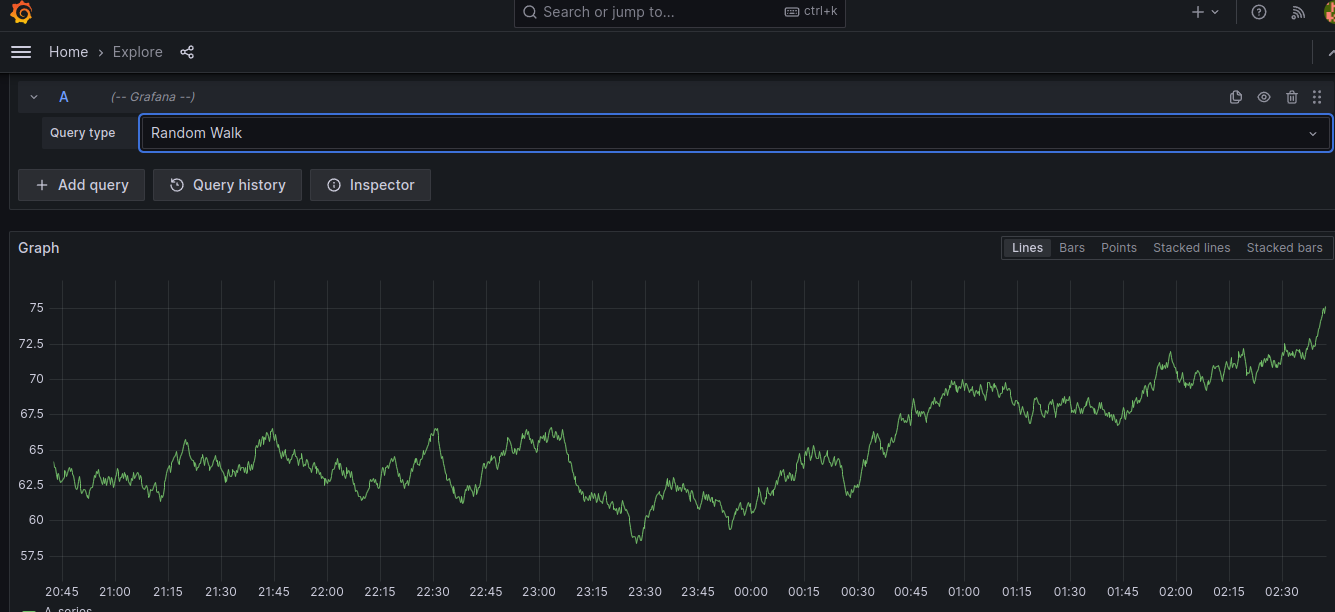 Search or jump to... ctrl+k
Home › Explore
A (-- Grafana --)
Query type Random Walk
+ Add query Query history Inspector
Graph Lines Bars Points Stacked lines Stacked bars
75
72.5
70
67.5
65
62.5
60
57.5
20:45 21:00 21:15 21:30 21:45 22:00 22:15 22:30 22:45 23:00 23:15 23:30 23:45 00:00 00:15 00:30 00:45 01:00 01:15 01:30 01:45 02:00 02:15 02:30
A-series